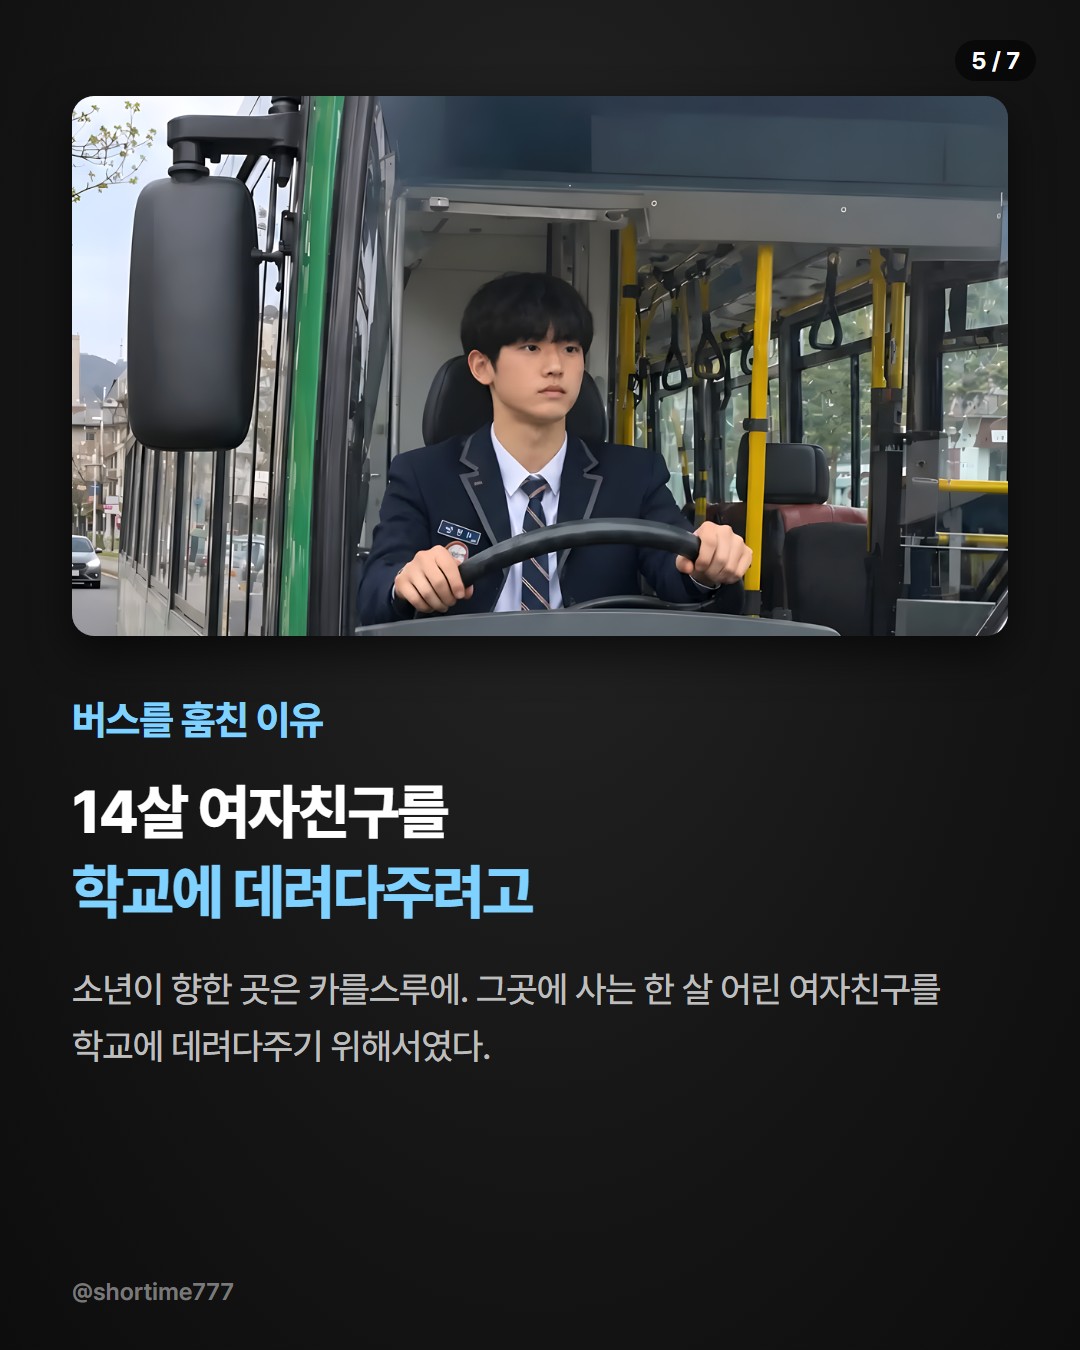 5 / 7
버스를 훔친 이유
14살 여자친구를
학교에 데려다주려고
소년이 향한 곳은 카를스루에. 그곳에 사는 한 살 어린 여자친구를
학교에 데려다주기 위해서였다.
@shortime777